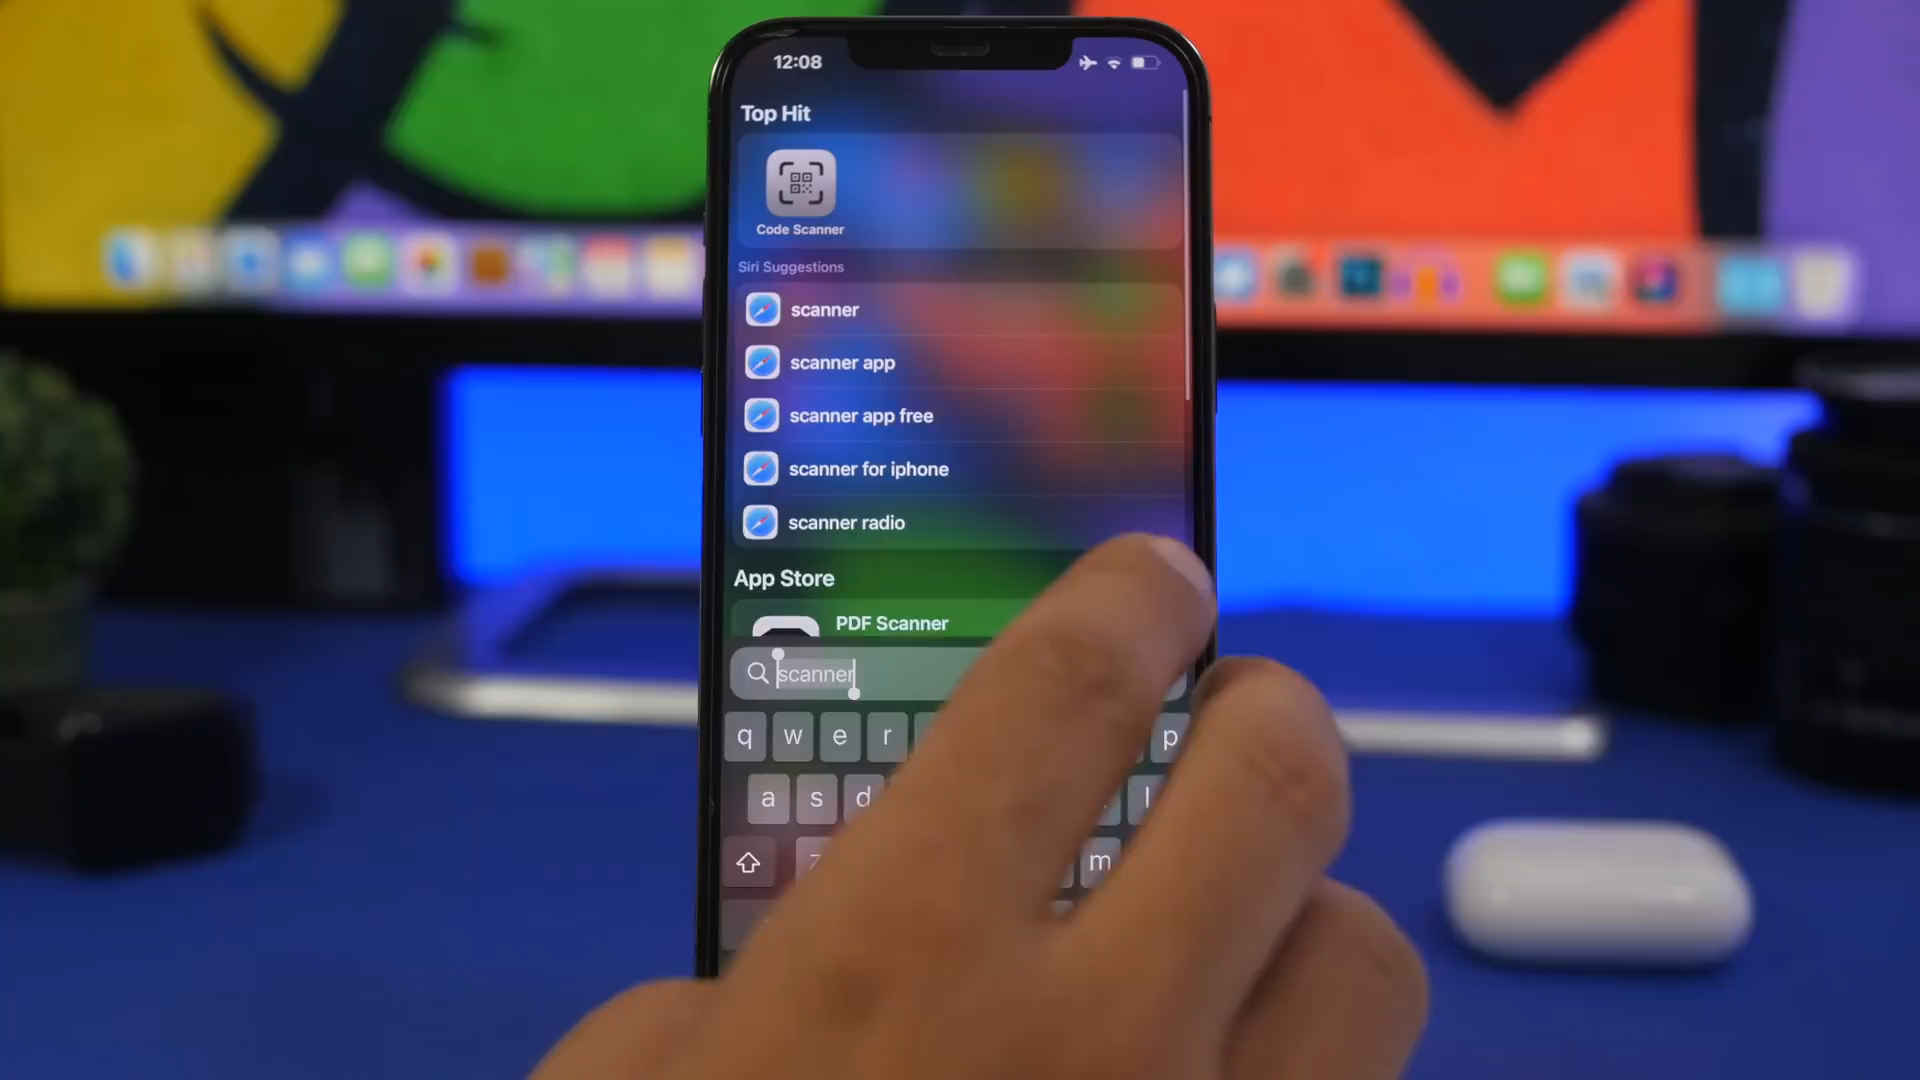 12:08
Top Hit
Code Scanner
Siri Suggestions
scanner
scanner app
scanner app free
scanner for iphone
scanner radio
App Store
PDF Scanner
scanner
q w e r p
a s d l
z m